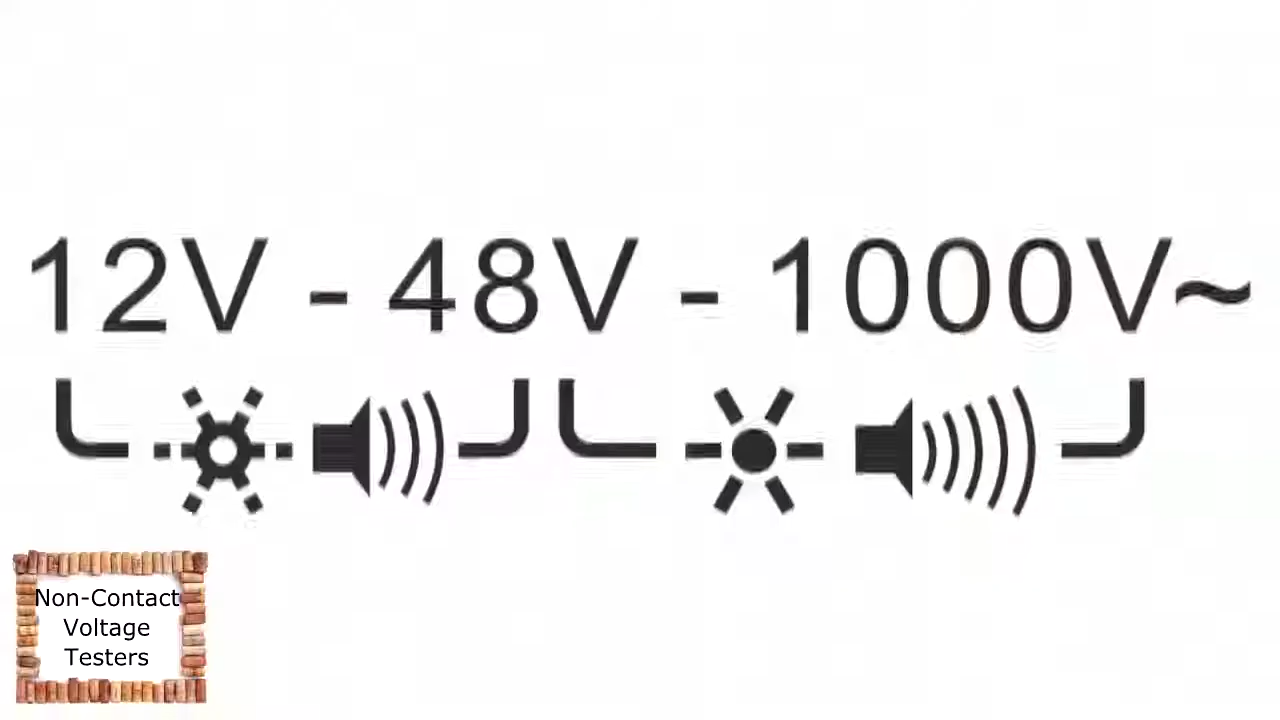 12V - 48V - 1000V~
Non-Contact
Voltage
Testers